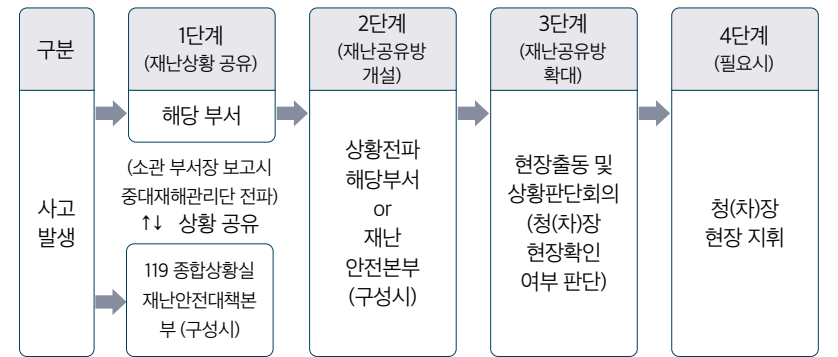 구분
1단계
(재난상황 공유)
2단계
(재난공유방
개설)
3단계
(재난공유방
확대)
4단계
(필요시)
사고
발생
해당 부서
(소관 부서장 보고시
중대재해관리단 전파)
↑↓ 상황 공유
119 종합상황실
재난안전대책본
부 (구성시)
상황전파
해당부서
or
재난
안전본부
(구성시)
현장출동 및
상황판단회의
(청(차)장
현장확인
여부 판단)
청(차)장
현장 지휘